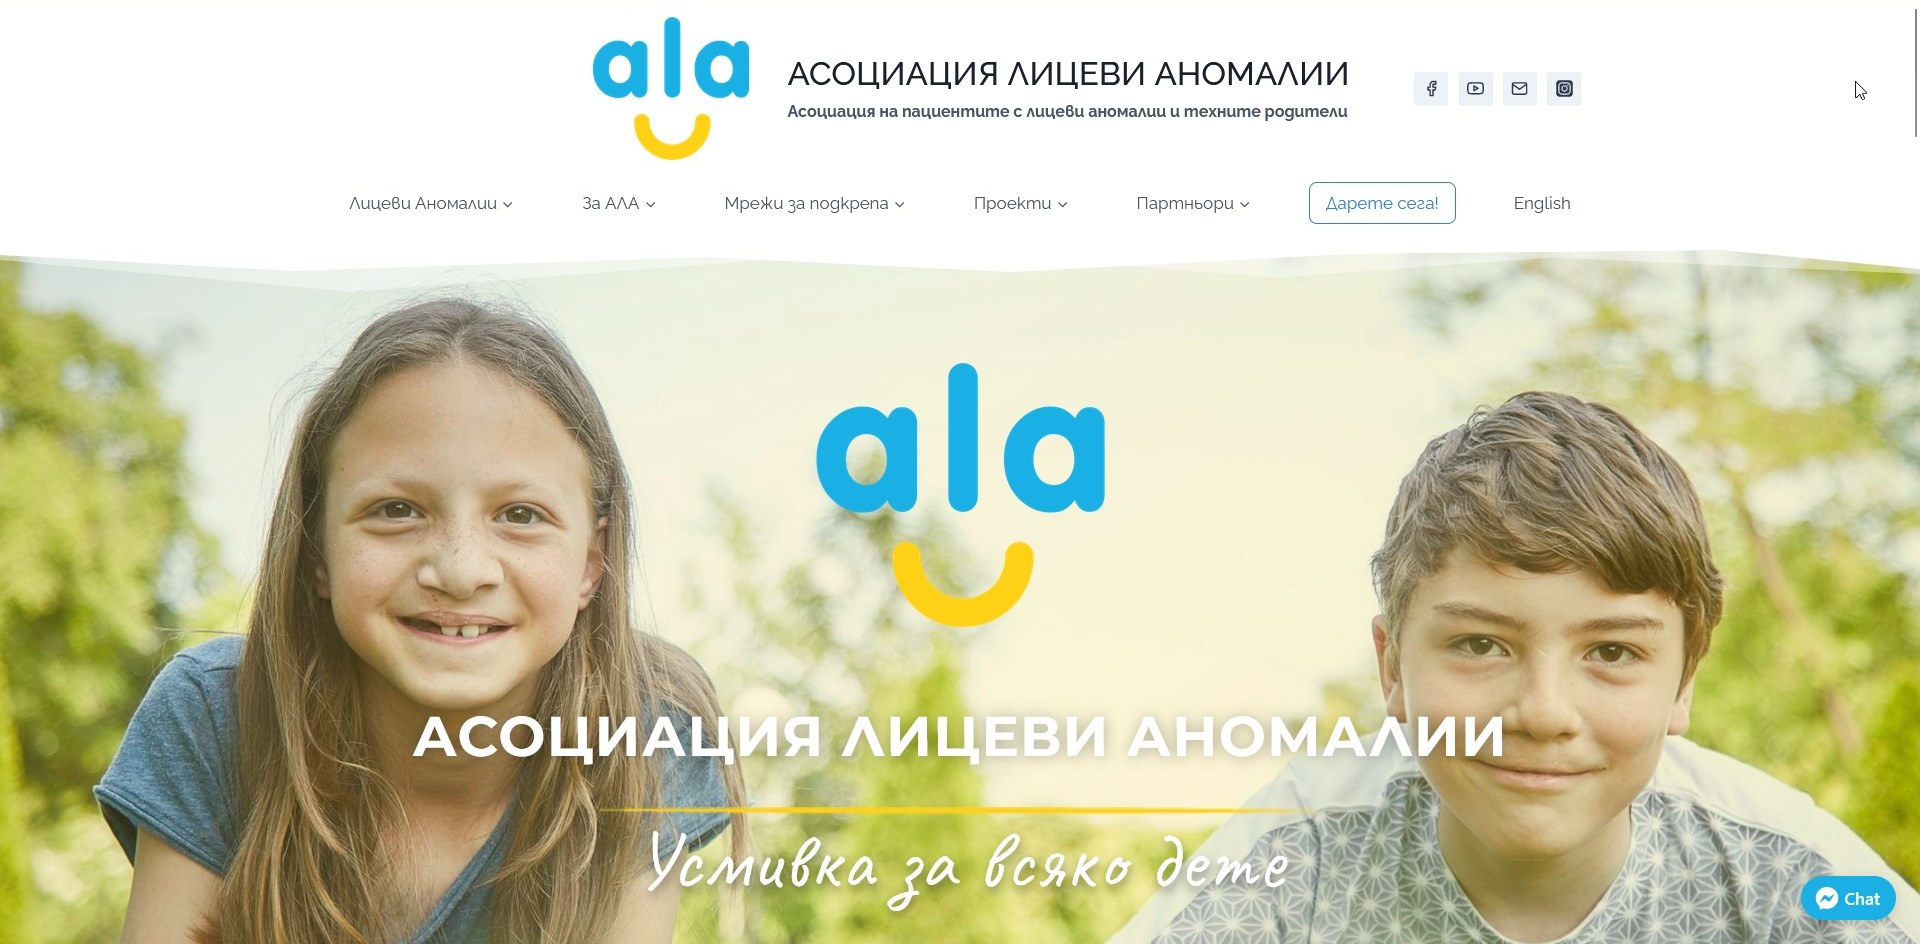 ala
АСОЦИАЦИЯ ЛИЦЕВИ АНОМАЛИИ
Асоциация на пациентите с лицеви аномалии и техните родители
Лицеви Аномалии
За АЛА
Мрежи за подкрепа
Проекти
Партньори
Дарете сега!
English
ala
АСОЦИАЦИЯ ЛИЦЕВИ АНОМАЛИИ
Усмивка за всяко дете
Chat